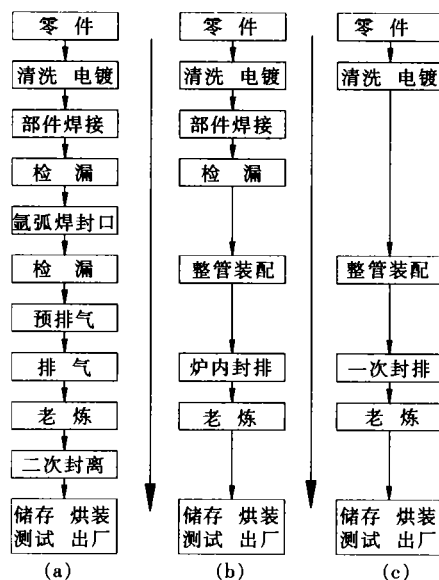 零件
清洗 电镀
部件焊接
检漏
氩弧焊封口
检漏
预排气
排气
老炼
二次封离
储存 烘装
测试 出厂
(a)
零件
清洗 电镀
部件焊接
检漏
整管装配
炉内封排
老炼
储存 烘装
测试 出厂
(b)
零件
清洗 电镀
整管装配
一次封排
老炼
储存 烘装
测试 出厂
(c)